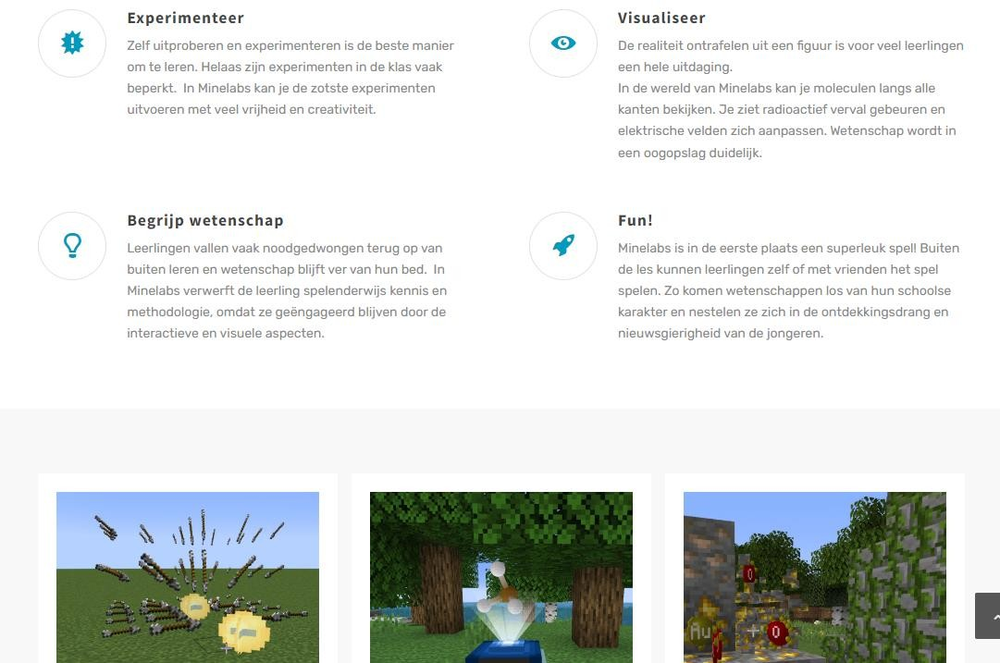 Experimenteer
Zelf uitproberen en experimenteren is de beste manier
om te leren. Helaas zijn experimenten in de klas vaak
beperkt. In Minelabs kan je de zotste experimenten
uitvoeren met veel vrijheid en creativiteit.
Visualiseer
De realiteit ontrafelen uit een figuur is voor veel leerlingen
een hele uitdaging.
In de wereld van Minelabs kan je moleculen langs alle
kanten bekijken. Je ziet radioactief verval gebeuren en
elektrische velden zich aanpassen. Wetenschap wordt in
een oogopslag duidelijk.
Begrijp wetenschap
Leerlingen vallen vaak noodgedwongen terug op van
buiten leren en wetenschap blijft ver van hun bed. In
Minelabs verwerft de leerling spelenderwijs kennis en
methodologie, omdat ze geëngageerd blijven door de
interactieve en visuele aspecten.
Fun!
Minelabs is in de eerste plaats een superleuk spel! Buiten
de les kunnen leerlingen zelf of met vrienden het spel
spelen. Zo komen wetenschappen los van hun schoolse
karakter en nestelen ze zich in de ontdekkingsdrang en
nieuwsgierigheid van de jongeren.
0
Au
+
0